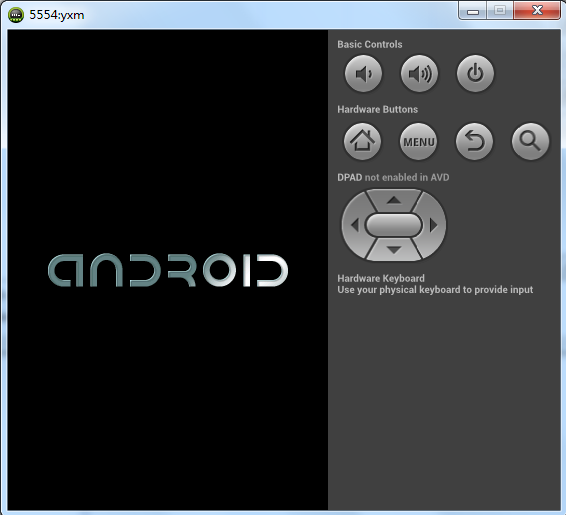 5554:yxm
Basic Controls
Hardware Buttons
MENU
DPAD not enabled in AVD
Hardware Keyboard
Use your physical keyboard to provide input
ANDROID